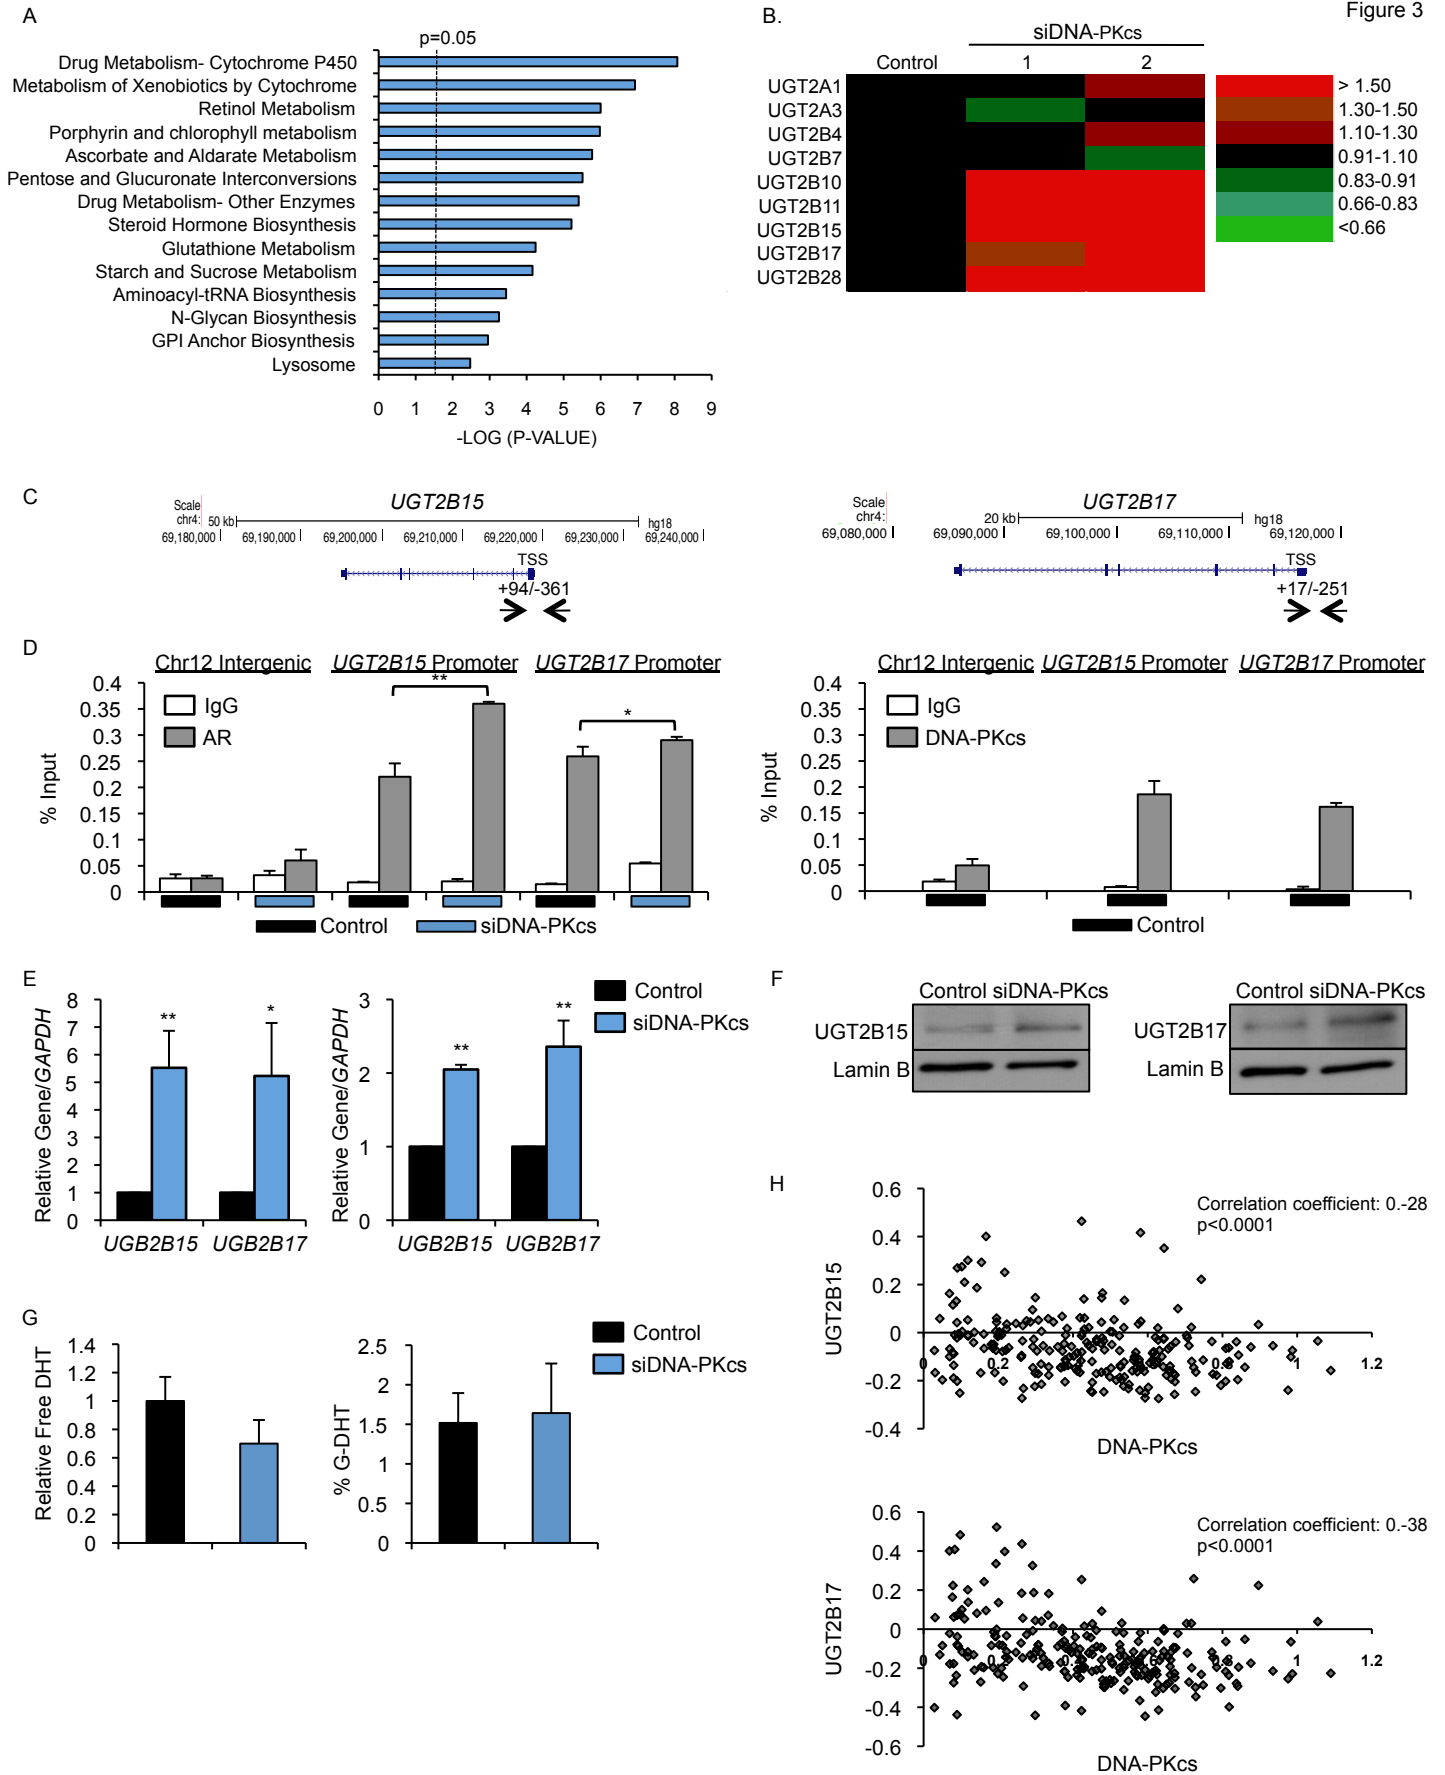 Figure 3
A
p=0.05
Drug Metabolism- Cytochrome P450
Metabolism of Xenobiotics by Cytochrome
Retinol Metabolism
Porphyrin and chlorophyll metabolism
Ascorbate and Aldarate Metabolism
Pentose and Glucuronate Interconversions
Drug Metabolism- Other Enzymes
Steroid Hormone Biosynthesis
Glutathione Metabolism
Starch and Sucrose Metabolism
Aminoacyl-tRNA Biosynthesis
N-Glycan Biosynthesis
GPI Anchor Biosynthesis
Lysosome
0 1 2 3 4 5 6 7 8 9
-LOG (P-VALUE)
B.
siDNA-PKcs
Control 1 2
UGT2A1
UGT2A3
UGT2B4
UGT2B7
UGT2B10
UGT2B11
UGT2B15
UGT2B17
UGT2B28
> 1.50
1.30-1.50
1.10-1.30
0.91-1.10
0.83-0.91
0.66-0.83
<0.66
C
UGT2B15
Scale
chr4:
50 kb
hg18
69,180,000 69,190,000 69,200,000 69,210,000 69,220,000 69,230,000 69,240,000
TSS
+94/-361
UGT2B17
Scale
chr4:
20 kb
hg18
69,080,000 69,090,000 69,100,000 69,110,000 69,120,000
TSS
+17/-251
D
Chr12 Intergenic UGT2B15 Promoter UGT2B17 Promoter
% Input
0.4
0.35
0.3
0.25
0.2
0.15
0.1
0.05
0
IgG
AR
**
*
Control siDNA-PKcs
Chr12 Intergenic UGT2B15 Promoter UGT2B17 Promoter
% Input
0.4
0.35
0.3
0.25
0.2
0.15
0.1
0.05
0
IgG
DNA-PKcs
Control
E
Relative Gene/GAPDH
8
7
6
5
4
3
2
1
0
** *
UGB2B15 UGB2B17
Relative Gene/GAPDH
3
2
1
0
** **
UGB2B15 UGB2B17
Control
siDNA-PKcs
F
Control siDNA-PKcs
UGT2B15
Lamin B
Control siDNA-PKcs
UGT2B17
Lamin B
G
Relative Free DHT
1.4
1.2
1
0.8
0.6
0.4
0.2
0
% G-DHT
2.5
2
1.5
1
0.5
0
Control
siDNA-PKcs
H
UGT2B15
0.6
0.4
0.2
0
-0.2
-0.4
Correlation coefficient: 0.-28
p<0.0001
0 0.2 0.8 1 1.2
DNA-PKcs
UGT2B17
0.6
0.4
0.2
0
-0.2
-0.4
-0.6
Correlation coefficient: 0.-38
p<0.0001
0 1 1.2
DNA-PKcs